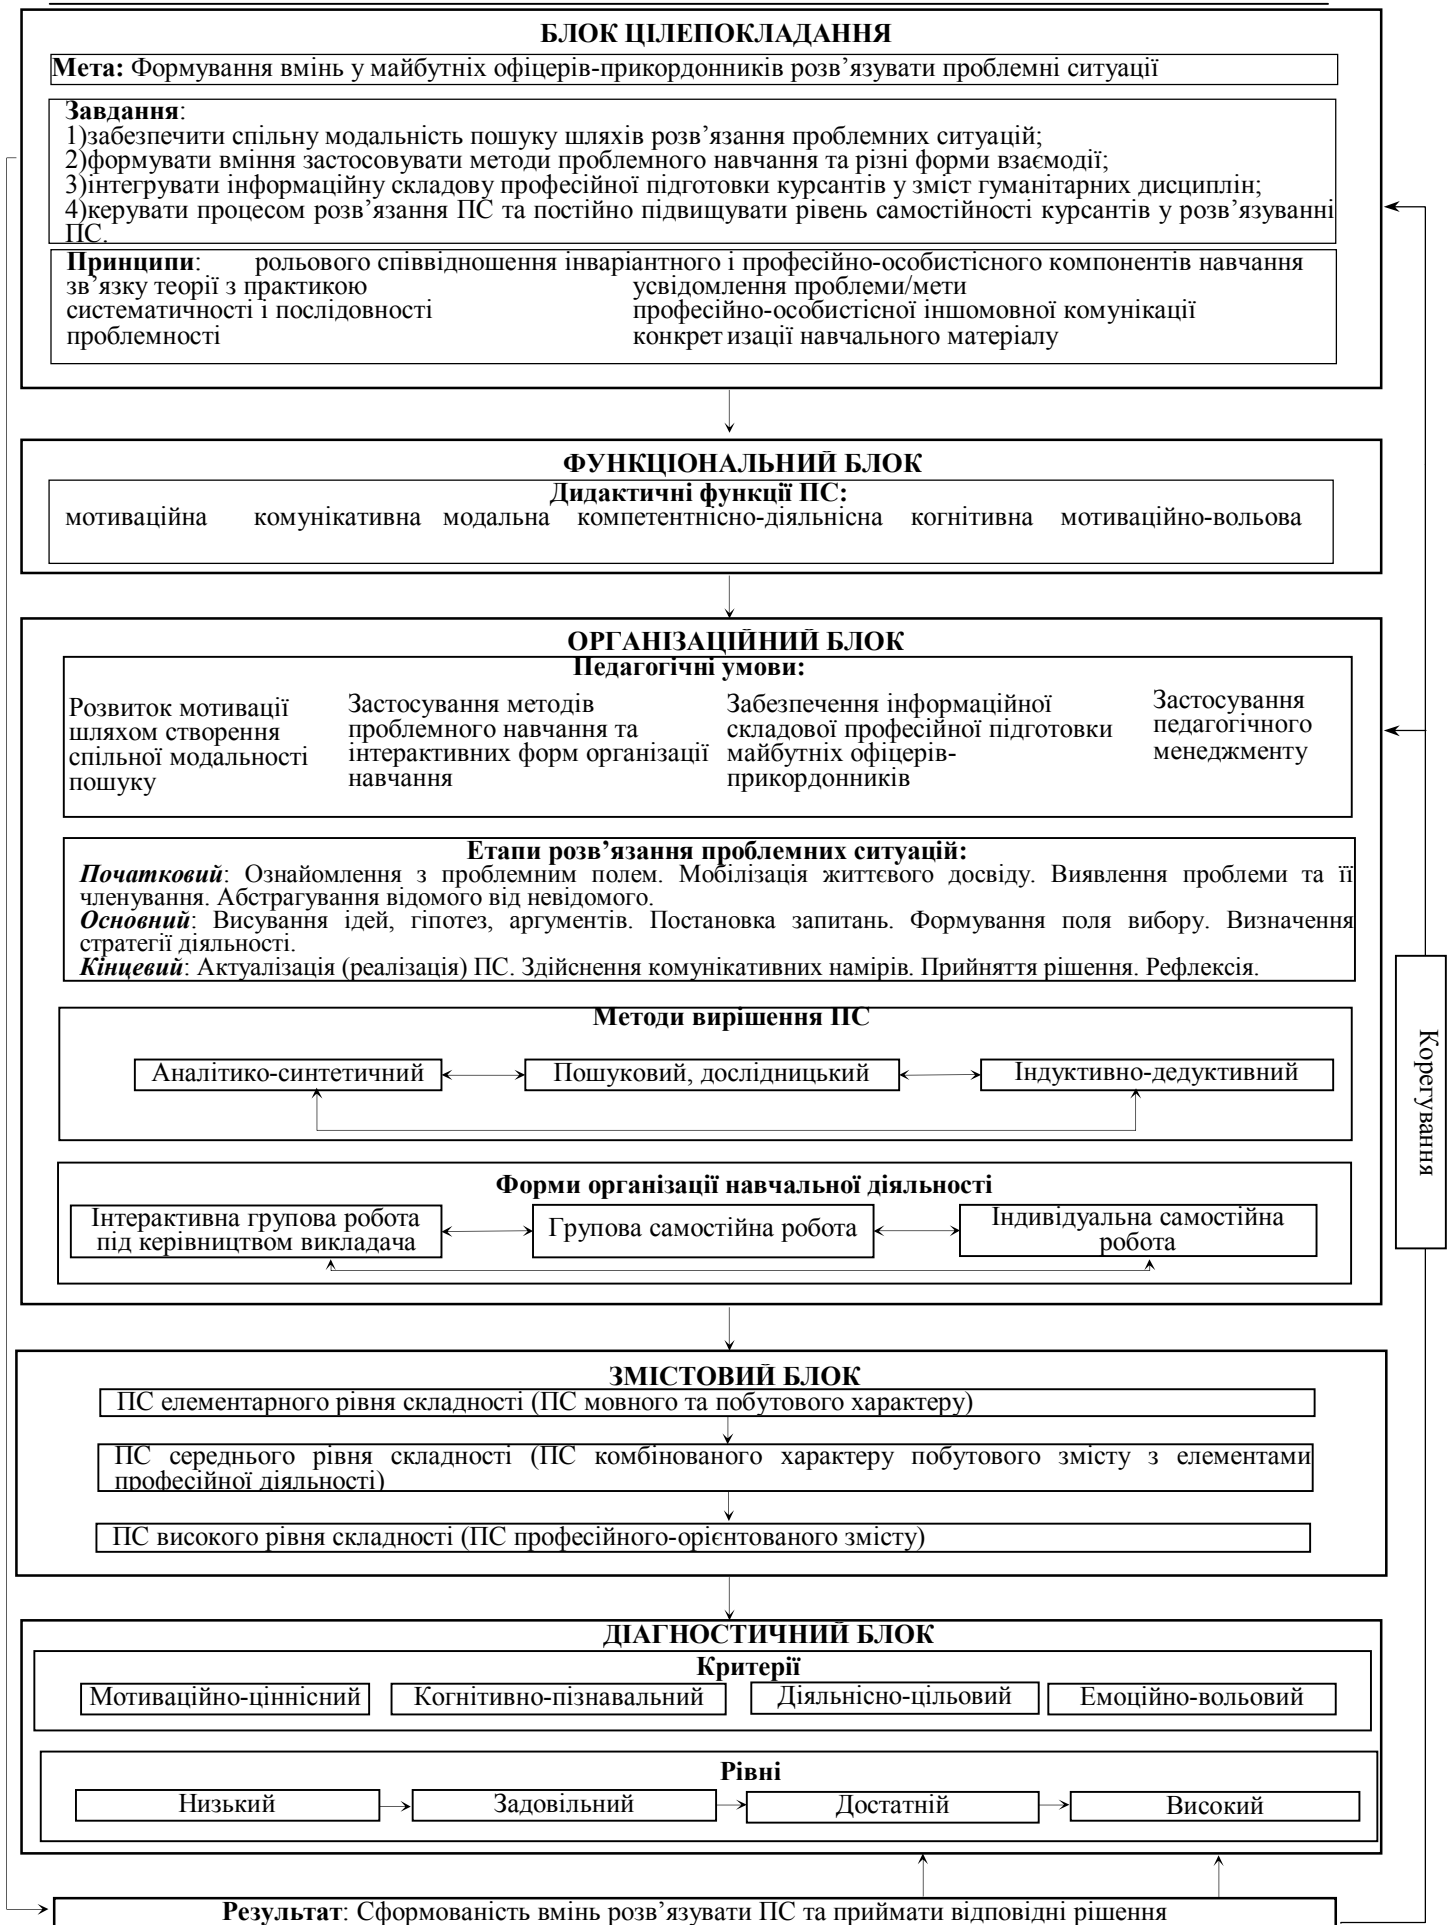 БЛОК ЦІЛЕПОКЛАДАННЯ
Мета: Формування вмінь у майбутніх офіцерів-прикордонників розв’язувати проблемні ситуації
Завдання:
1)забезпечити спільну модальність пошуку шляхів розв’язання проблемних ситуацій;
2)формувати вміння застосовувати методи проблемного навчання та різні форми взаємодії;
3)інтегрувати інформаційну складову професійної підготовки курсантів у зміст гуманітарних дисциплін;
4)керувати процесом розв’язання ПС та постійно підвищувати рівень самостійності курсантів у розв’язуванні
ПС.
Принципи: рольового співвідношення інваріантного і професійно-особистісного компонентів навчання
зв’язку теорії з практикою усвідомлення проблеми/мети
систематичності і послідовності професійно-особистісної іншомовної комунікації
проблемності конкрет изації навчального матеріалу
ФУНКЦІОНАЛЬНИЙ БЛОК
Дидактичні функції ПС:
мотиваційна комунікативна модальна компетентнісно-діяльнісна когнітивна мотиваційно-вольова
ОРГАНІЗАЦІЙНИЙ БЛОК
Педагогічні умови:
Розвиток мотивації
шляхом створення
спільної модальності
пошуку
Застосування методів
проблемного навчання та
інтерактивних форм організації
навчання
Забезпечення інформаційної
складової професійної підготовки
майбутніх офіцерів-
прикордонників
Застосування
педагогічного
менеджменту
Етапи розв’язання проблемних ситуацій:
Початковий: Ознайомлення з проблемним полем. Мобілізація життєвого досвіду. Виявлення проблеми та її
членування. Абстрагування відомого від невідомого.
Основний: Висування ідей, гіпотез, аргументів. Постановка запитань. Формування поля вибору. Визначення
стратегії діяльності.
Кінцевий: Актуалізація (реалізація) ПС. Здійснення комунікативних намірів. Прийняття рішення. Рефлексія.
Методи вирішення ПС
Аналітико-синтетичний Пошуковий, дослідницький Індуктивно-дедуктивний
Форми організації навчальної діяльності
Інтерактивна групова робота
під керівництвом викладача
Групова самостійна робота
Індивідуальна самостійна
робота
Корегування
ЗМІСТОВИЙ БЛОК
ПС елементарного рівня складності (ПС мовного та побутового характеру)
ПС середнього рівня складності (ПС комбінованого характеру побутового змісту з елементами
професійної діяльності)
ПС високого рівня складності (ПС професійного-орієнтованого змісту)
ДІАГНОСТИЧНИЙ БЛОК
Критерії
Мотиваційно-ціннісний Когнітивно-пізнавальний Діяльнісно-цільовий Емоційно-вольовий
Рівні
Низький Задовільний Достатній Високий
Результат: Сформованість вмінь розв’язувати ПС та приймати відповідні рішення